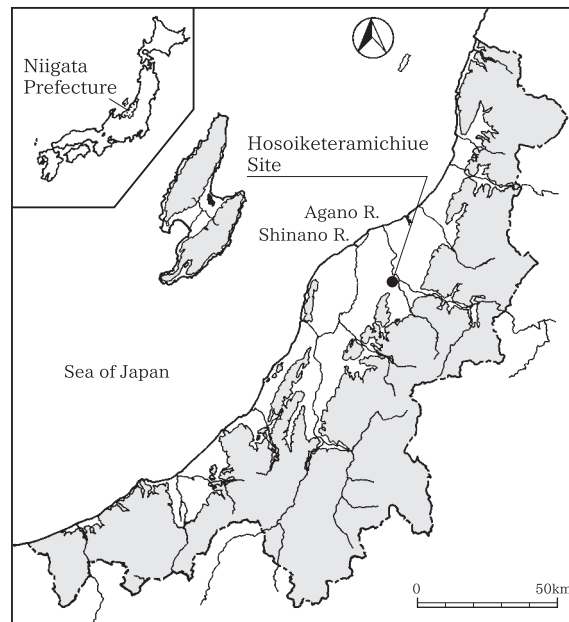 Niigata
Prefecture
Hosoiketeramichiue
Site
Agano R.
Shinano R.
Sea of Japan
0
50km